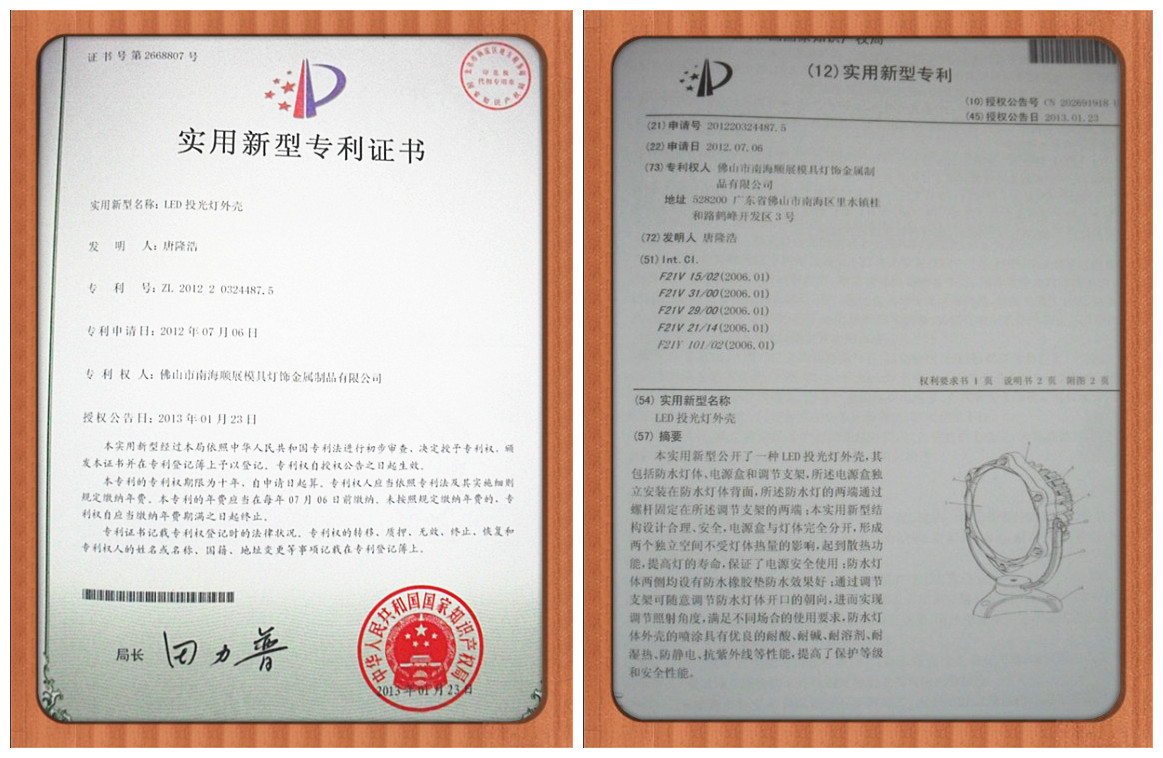 证书号第2668807号
实用新型专利证书
实用新型名称：LED投光灯外壳
发 明 人：唐隆浩
专 利 号：ZL 2012 2 0324487.5
专利申请日：2012年07月06日
专 利 权 人：佛山市南海顺展模具灯饰金属制品有限公司
授权公告日：2013年01月23日
本实用新型经过本局依照中华人民共和国专利法进行初步审查，决定授予专利权，颁
发本证书并在专利登记簿上予以登记。专利权自授权公告之日起生效。
本专利的专利权期限为十年，自申请日起算。专利权人应当依照专利法及其实施细则
规定缴纳年费。本专利的年费应当在每年07月06日前缴纳。未按照规定缴纳年费的，专
利权自应当缴纳年费期满之日起终止。
专利证书记载专利权登记时的法律状况。专利权的转移、质押、无效、终止、恢复和
专利权人的姓名或名称、国籍、地址变更等事项记载在专利登记簿上。
局长 田力普
中华人民共和国国家知识产权局
2013年01月23日
(12)实用新型专利
(10)授权公告号 CN 202691918
(45)授权公告日 2013.01.23
(21)申请号 201220324487.5
(22)申请日 2012.07.06
(73)专利权人 佛山市南海顺展模具灯饰金属制
品有限公司
地址 528200 广东省佛山市南海区里水镇桂
和路鹤峰开发区3号
(72)发明人 唐隆浩
(51)Int.Cl.
F21V 15/02(2006.01)
F21V 31/00(2006.01)
F21V 29/00(2006.01)
F21V 21/14(2006.01)
F21Y 101/02(2006.01)
权利要求书1页 说明书2页 附图2页
(54)实用新型名称
LED投光灯外壳
(57)摘要
本实用新型公开了一种LED投光灯外壳，其
包括防水灯体、电源盒和调节支架，所述电源盒独
立安装在防水灯体背面，所述防水灯的两端通过
螺杆固定在所述调节支架的两端；本实用新型结
构设计合理、安全，电源盒与灯体完全分开，形成
两个独立空间不受灯体热量的影响，起到散热功
能，提高灯的寿命，保证了电源安全使用；防水灯
体两侧均设有防水橡胶垫防水效果好；通过调节
支架可随意调节防水灯体开口的朝向，进而实现
调节照射角度，满足不同场合的使用要求，防水灯
体外壳的喷涂具有优良的耐酸、耐碱、耐溶剂、耐
湿热、防静电、抗紫外线等性能，提高了保护等级
和安全性能。